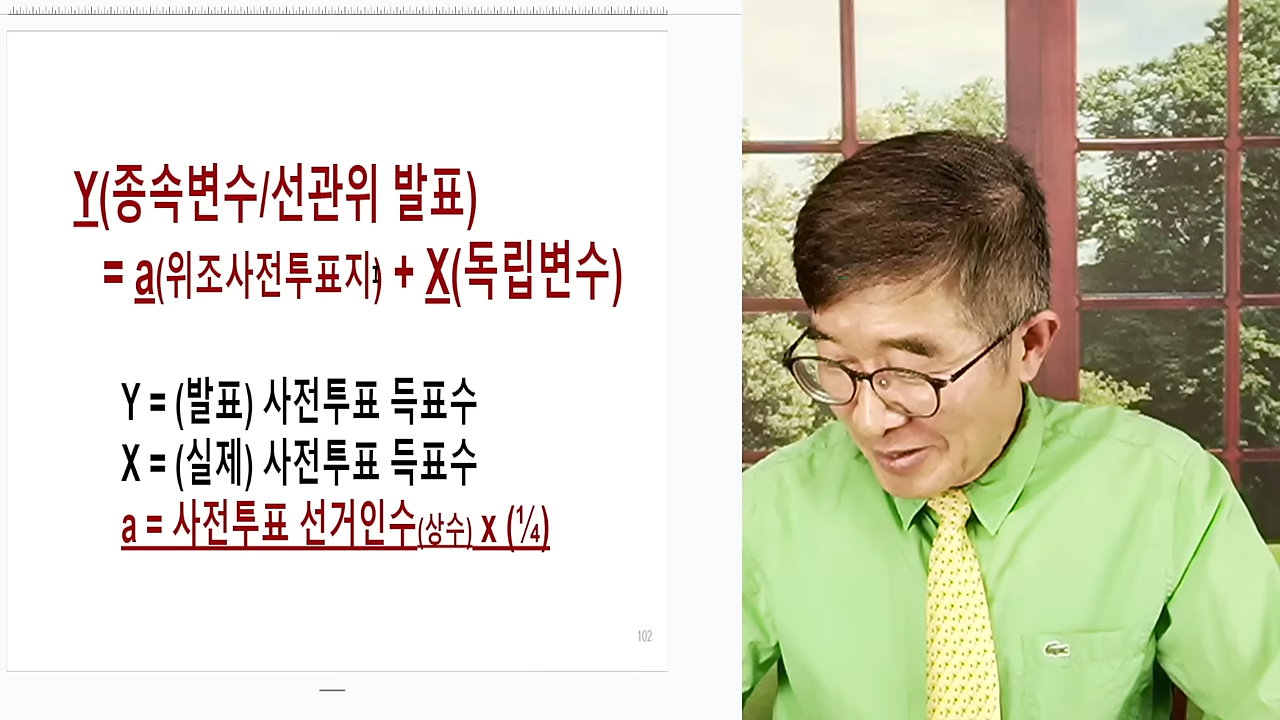 Y(종속변수/선관위 발표)
= a(위조사전투표지) + X(독립변수)
Y = (발표) 사전투표 득표수
X = (실제) 사전투표 득표수
a = 사전투표 선거인수(상수) x (¼)
102